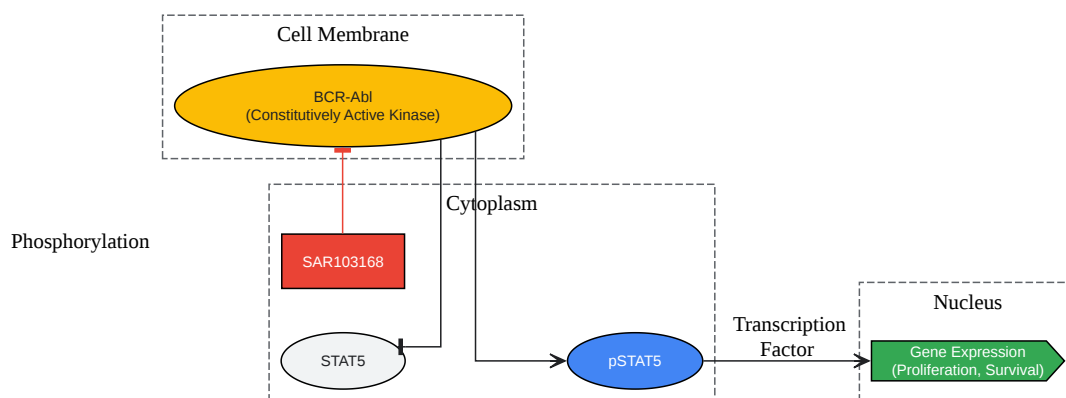 Cell Membrane
BCR-Abl
(Constitutively Active Kinase)
Cytoplasm
Phosphorylation
SAR103168
STAT5
pSTAT5
Transcription
Factor
Nucleus
Gene Expression
(Proliferation, Survival)